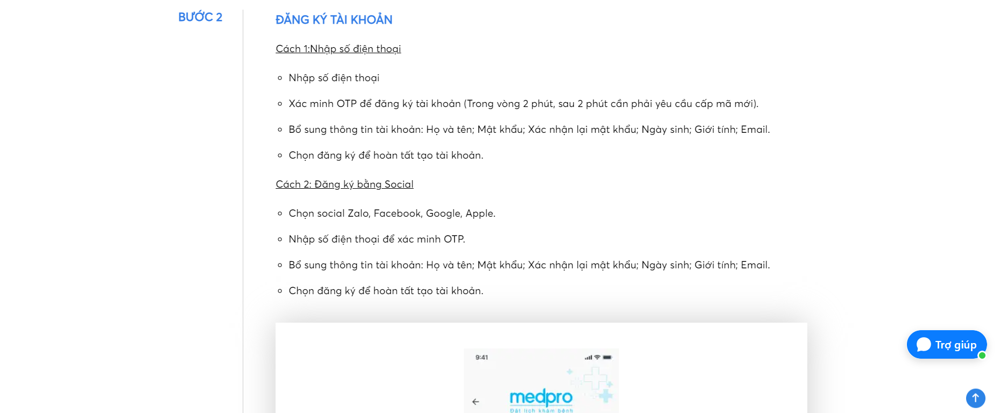 BƯỚC 2
ĐĂNG KÝ TÀI KHOẢN
Cách 1:Nhập số điện thoại
Nhập số điện thoại
Xác minh OTP để đăng ký tài khoản (Trong vòng 2 phút, sau 2 phút cần phải yêu cầu cấp mã mới).
Bổ sung thông tin tài khoản: Họ và tên; Mật khẩu; Xác nhận lại mật khẩu; Ngày sinh; Giới tính; Email.
Chọn đăng ký để hoàn tất tạo tài khoản.
Cách 2: Đăng ký bằng Social
Chọn social Zalo, Facebook, Google, Apple.
Nhập số điện thoại để xác minh OTP.
Bổ sung thông tin tài khoản: Họ và tên; Mật khẩu; Xác nhận lại mật khẩu; Ngày sinh; Giới tính; Email.
Chọn đăng ký để hoàn tất tạo tài khoản.
Trợ giúp
9:41
medpro
Đặt lịch khám bệnh